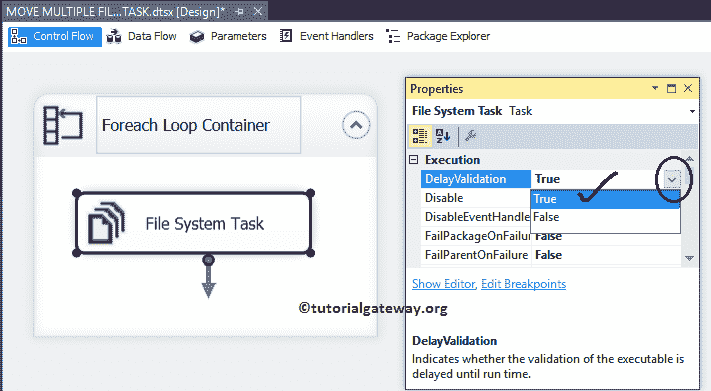 MOVE MULTIPLE FIL...TASK.dtsx [Design]*
Control Flow Data Flow Parameters Event Handlers Package Explorer
Foreach Loop Container
File System Task
©tutorialgateway.org
Properties
File System Task Task
Execution
DelayValidation True
Disable True
DisableEventHandle False
FailPackageOnFailure False
FailParentOnFailure False
Show Editor, Edit Breakpoints
DelayValidation
Indicates whether the validation of the executable is
delayed until run time.